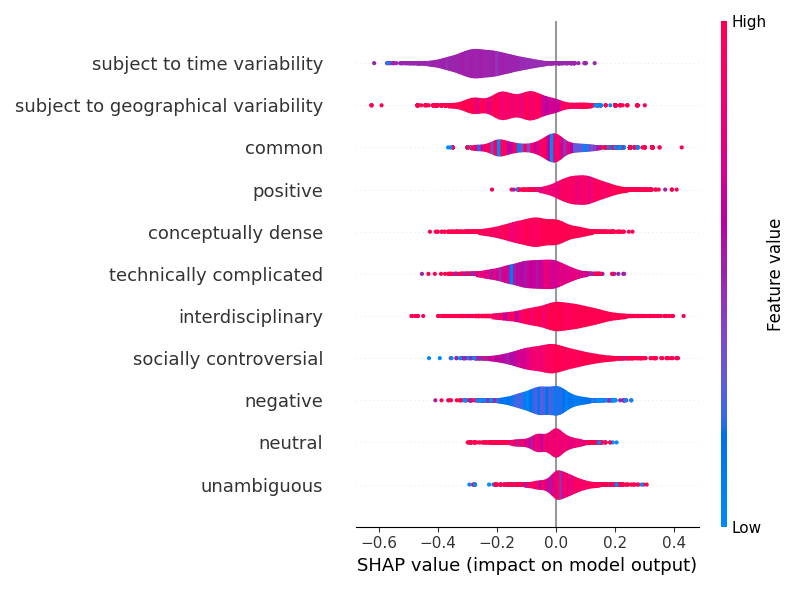 High
subject to time variability
subject to geographical variability
common
positive
conceptually dense
technically complicated
interdisciplinary
socially controversial
negative
neutral
unambiguous
Feature value
Low
−0.6 −0.4 −0.2 0.0 0.2 0.4
SHAP value (impact on model output)